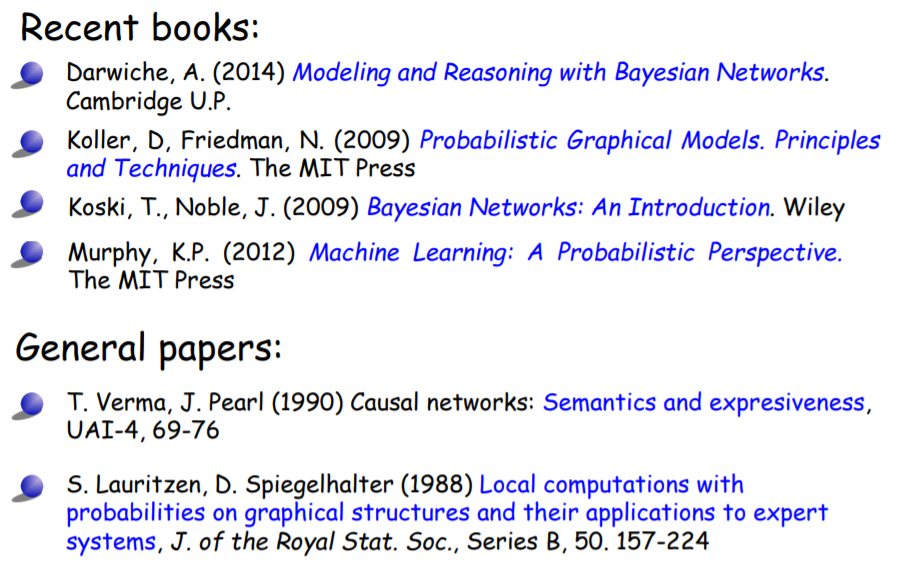 Recent books:
Darwiche, A. (2014) Modeling and Reasoning with Bayesian Networks.
Cambridge U.P.
Koller, D, Friedman, N. (2009) Probabilistic Graphical Models. Principles
and Techniques. The MIT Press
Koski, T., Noble, J. (2009) Bayesian Networks: An Introduction. Wiley
Murphy, K.P. (2012) Machine Learning: A Probabilistic Perspective.
The MIT Press
General papers:
T. Verma, J. Pearl (1990) Causal networks: Semantics and expresiveness,
UAI-4, 69-76
S. Lauritzen, D. Spiegelhalter (1988) Local computations with
probabilities on graphical structures and their applications to expert
systems, J. of the Royal Stat. Soc., Series B, 50. 157-224